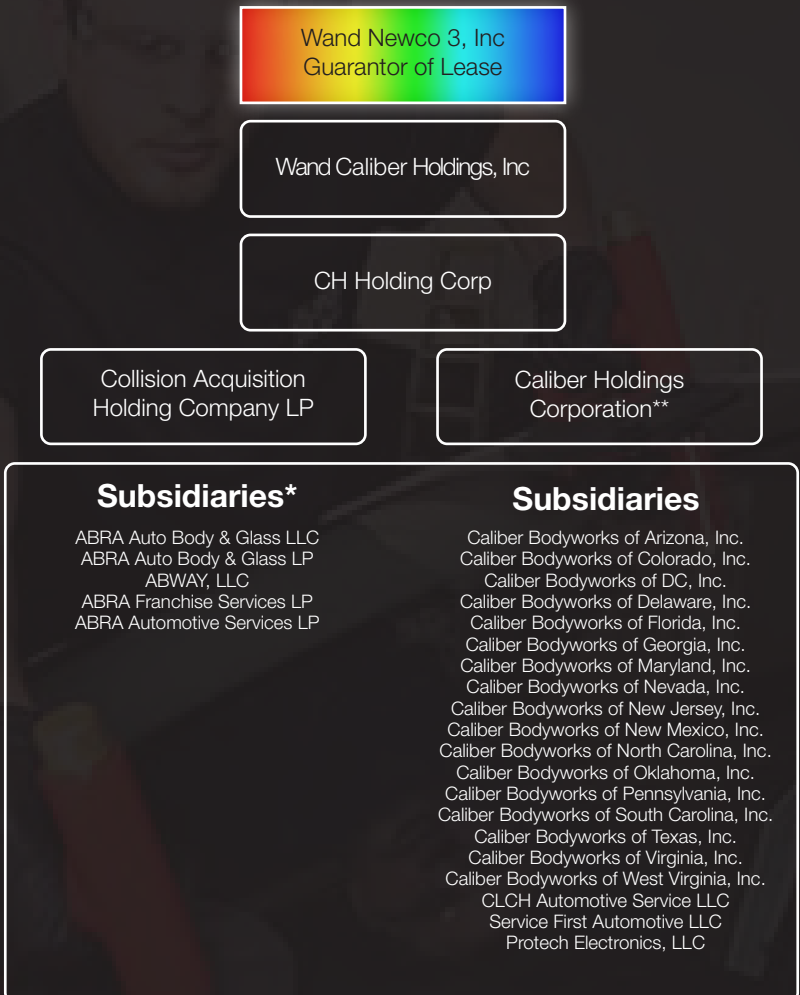 Wand Newco 3, Inc
Guarantor of Lease
Wand Caliber Holdings, Inc
CH Holding Corp
Collision Acquisition
Holding Company LP
Caliber Holdings
Corporation**
Subsidiaries*
ABRA Auto Body & Glass LLC
ABRA Auto Body & Glass LP
ABWAY, LLC
ABRA Franchise Services LP
ABRA Automotive Services LP
Subsidiaries
Caliber Bodyworks of Arizona, Inc.
Caliber Bodyworks of Colorado, Inc.
Caliber Bodyworks of DC, Inc.
Caliber Bodyworks of Delaware, Inc.
Caliber Bodyworks of Florida, Inc.
Caliber Bodyworks of Georgia, Inc.
Caliber Bodyworks of Maryland, Inc.
Caliber Bodyworks of Nevada, Inc.
Caliber Bodyworks of New Jersey, Inc.
Caliber Bodyworks of New Mexico, Inc.
Caliber Bodyworks of North Carolina, Inc.
Caliber Bodyworks of Oklahoma, Inc.
Caliber Bodyworks of Pennsylvania, Inc.
Caliber Bodyworks of South Carolina, Inc.
Caliber Bodyworks of Texas, Inc.
Caliber Bodyworks of Virginia, Inc.
Caliber Bodyworks of West Virginia, Inc.
CLCH Automotive Service LLC
Service First Automotive LLC
Protech Electronics, LLC